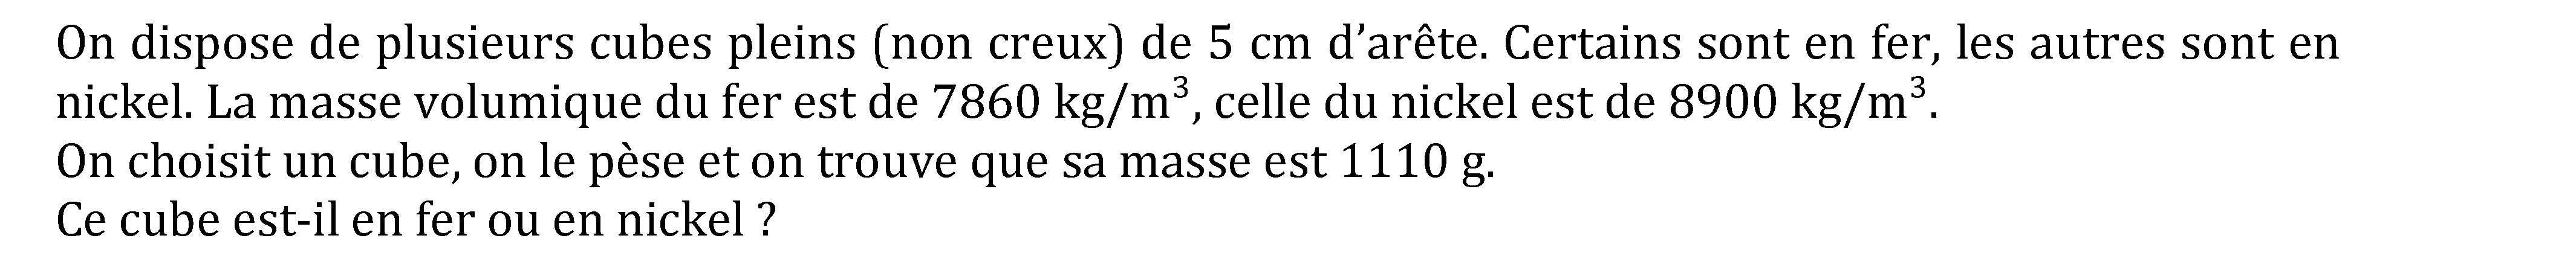 On dispose de plusieurs cubes pleins (non creux) de 5 cm d’arête. Certains sont en fer, les autres sont en
nickel. La masse volumique du fer est de 7860 kg/m³, celle du nickel est de 8900 kg/m³.
On choisit un cube, on le pèse et on trouve que sa masse est 1110 g.
Ce cube est-il en fer ou en nickel ?